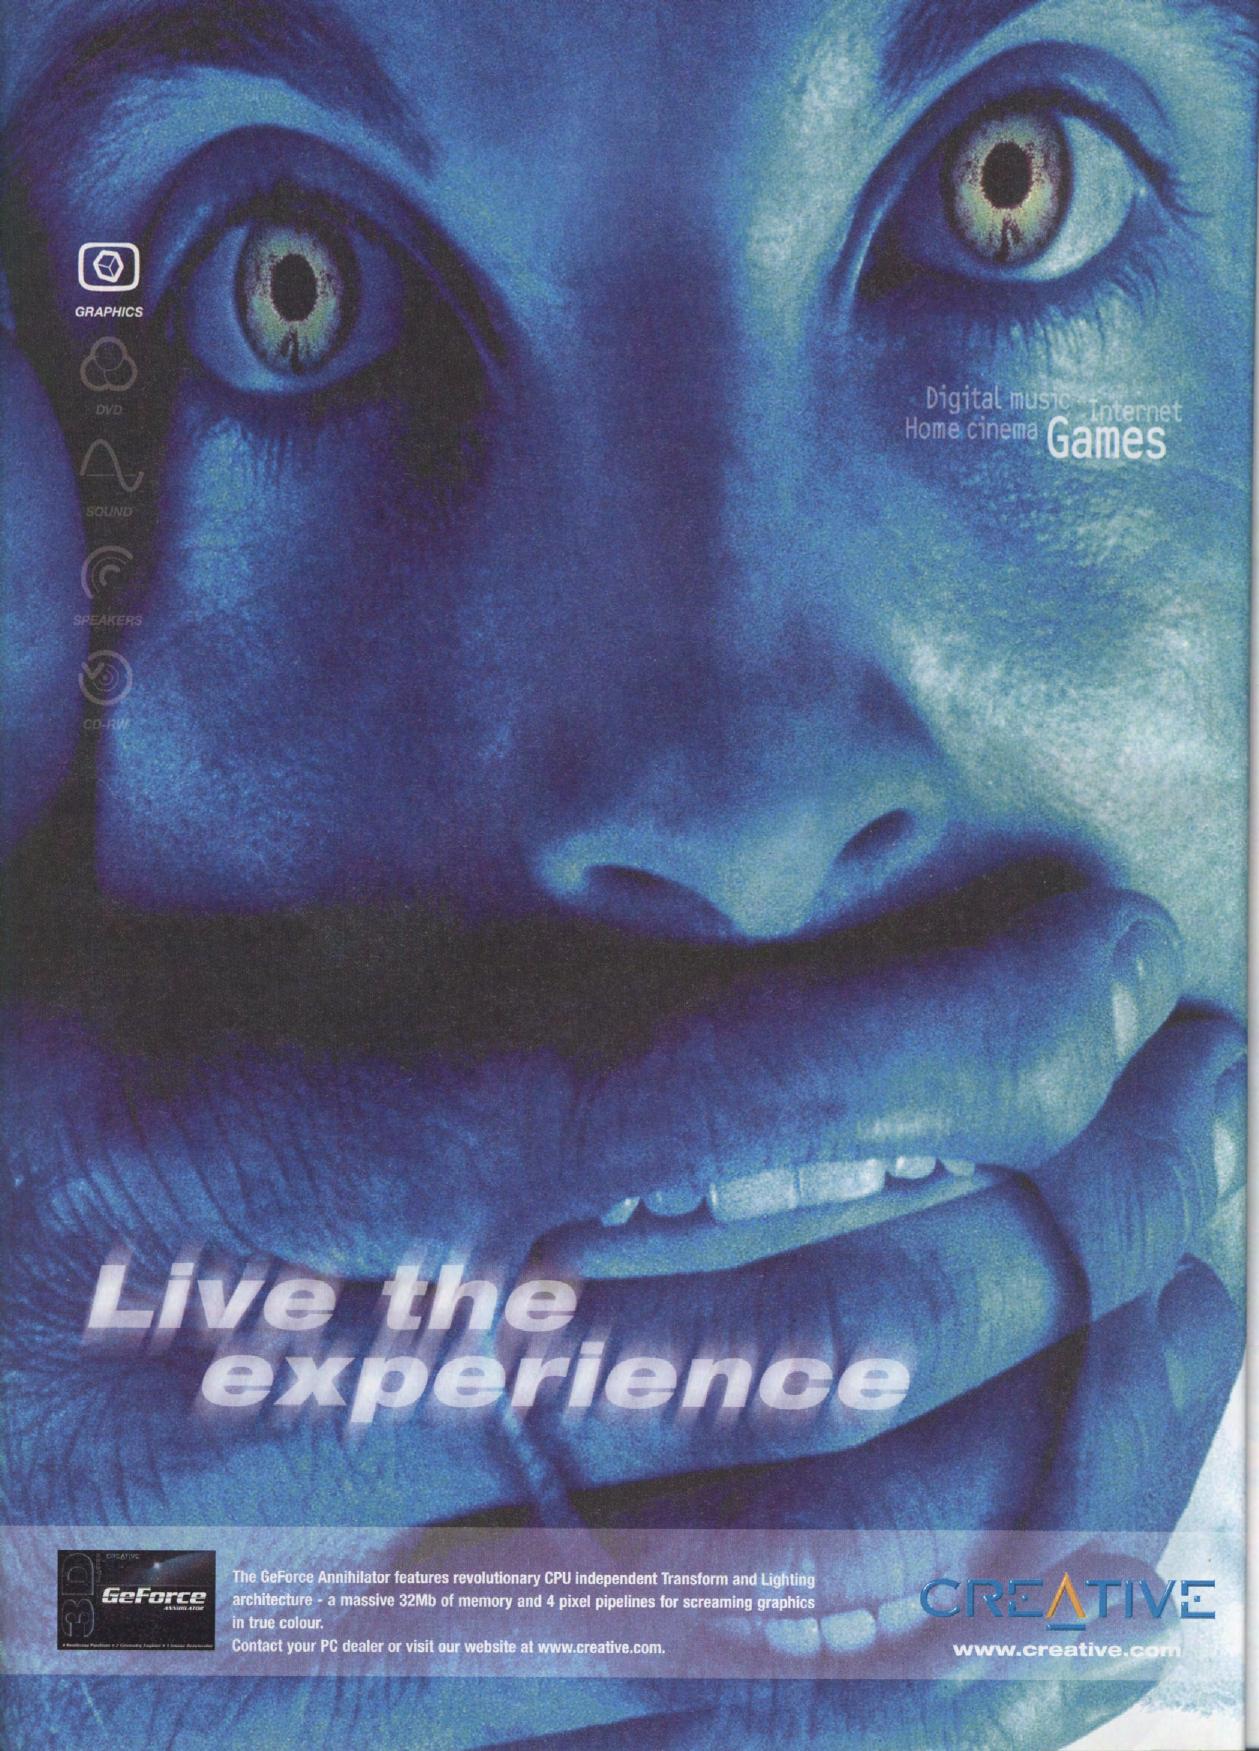 GRAPHICS
DVD
SOUND
SPEAKERS
CD-RW
Digital music Internet
Home cinema Games
Live the
experience
3D
CREATIVE
GeForce
ANNIHILATOR
The GeForce Annihilator features revolutionary CPU independent Transform and Lighting
architecture - a massive 32Mb of memory and 4 pixel pipelines for screaming graphics
in true colour.
Contact your PC dealer or visit our website at www.creative.com.
CREATIVE
www.creative.com